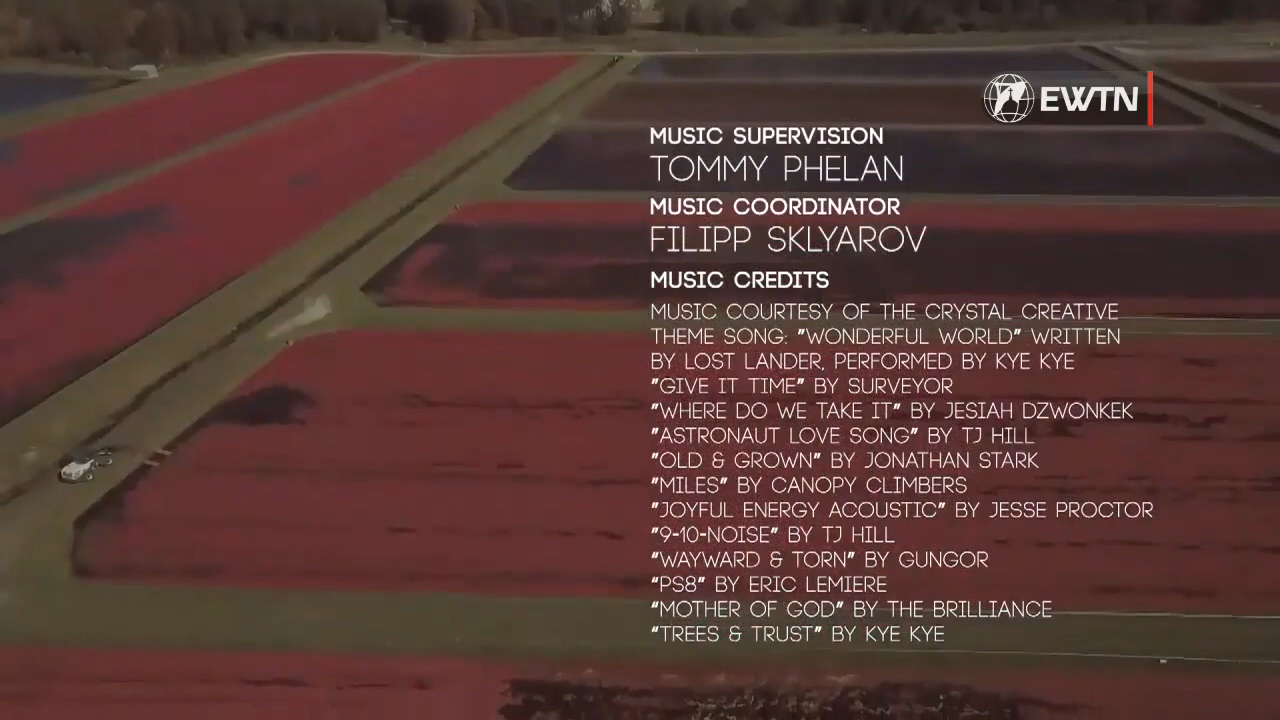 EWTN
MUSIC SUPERVISION
TOMMY PHELAN
MUSIC COORDINATOR
FILIPP SKLYAROV
MUSIC CREDITS
MUSIC COURTESY OF THE CRYSTAL CREATIVE
THEME SONG: "WONDERFUL WORLD" WRITTEN
BY LOST LANDER, PERFORMED BY KYE KYE
"GIVE IT TIME" BY SURVEYOR
"WHERE DO WE TAKE IT" BY JESIAH DZWONKEK
"ASTRONAUT LOVE SONG" BY TJ HILL
"OLD & GROWN" BY JONATHAN STARK
"MILES" BY CANOPY CLIMBERS
"JOYFUL ENERGY ACOUSTIC" BY JESSE PROCTOR
"9-10-NOISE" BY TJ HILL
"WAYWARD & TORN" BY GUNGOR
"PS8" BY ERIC LEMIERE
"MOTHER OF GOD" BY THE BRILLIANCE
"TREES & TRUST" BY KYE KYE